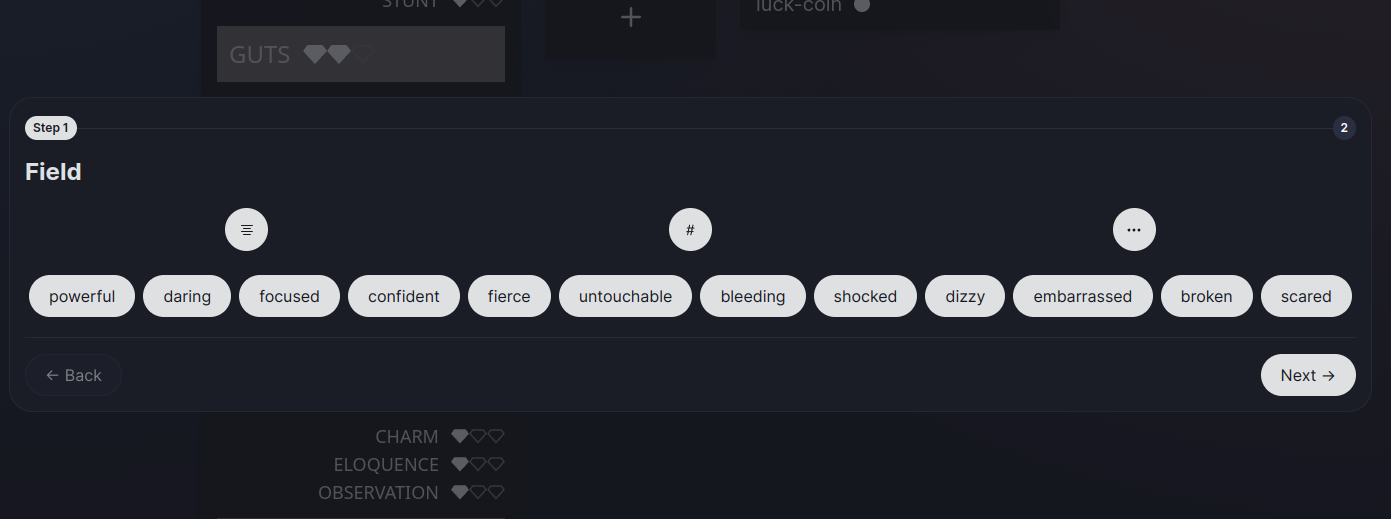 STUNT
luck-coin
+
GUTS
Step 1
2
Field
#
powerful daring focused confident fierce untouchable bleeding shocked dizzy embarrassed broken scared
← Back
Next →
CHARM
ELOQUENCE
OBSERVATION